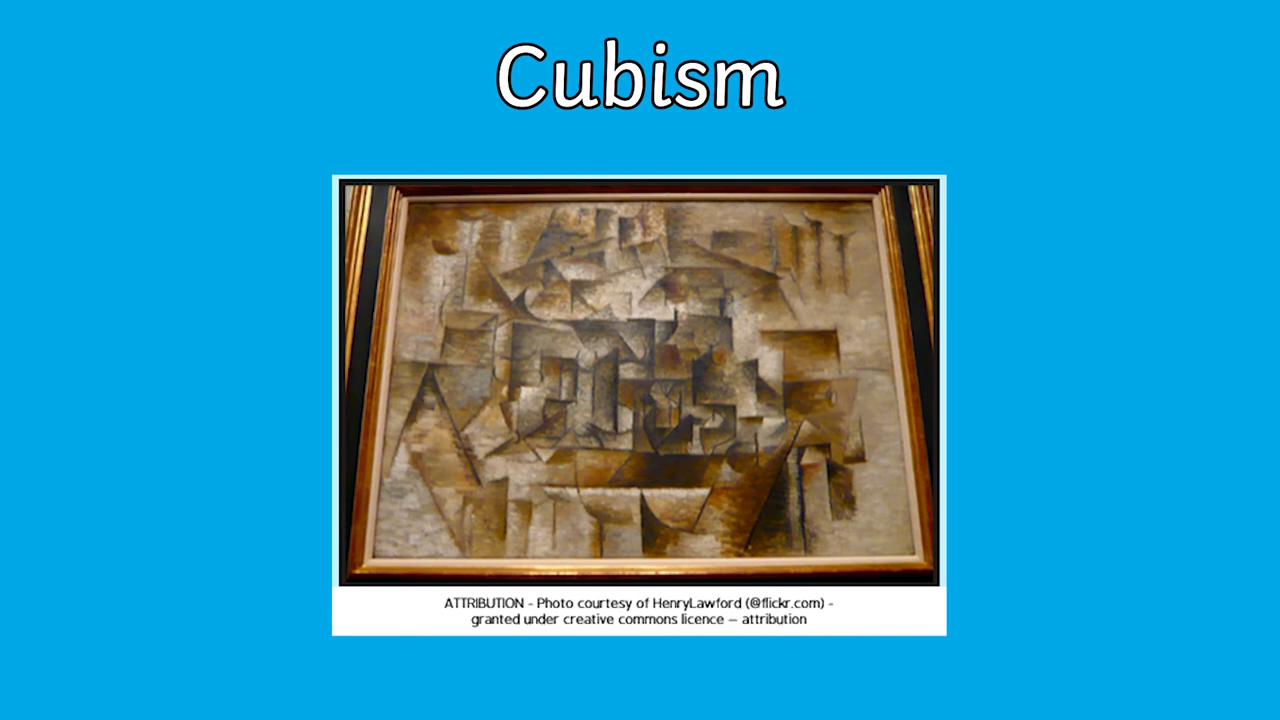 Cubism
ATTRIBUTION - Photo courtesy of HenryLawford (@flickr.com) -
granted under creative commons licence – attribution